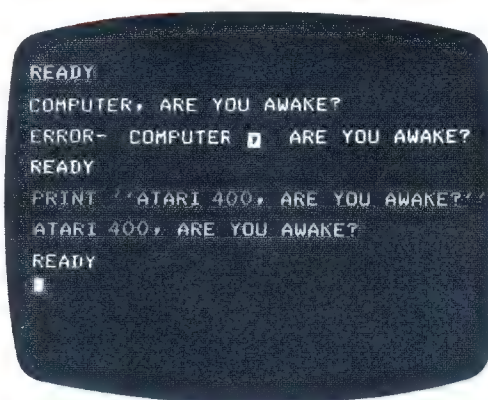 READY
COMPUTER, ARE YOU AWAKE?
ERROR-  COMPUTER ,  ARE YOU AWAKE?
READY
PRINT ''ATARI 400, ARE YOU AWAKE?''
ATARI 400, ARE YOU AWAKE?
READY